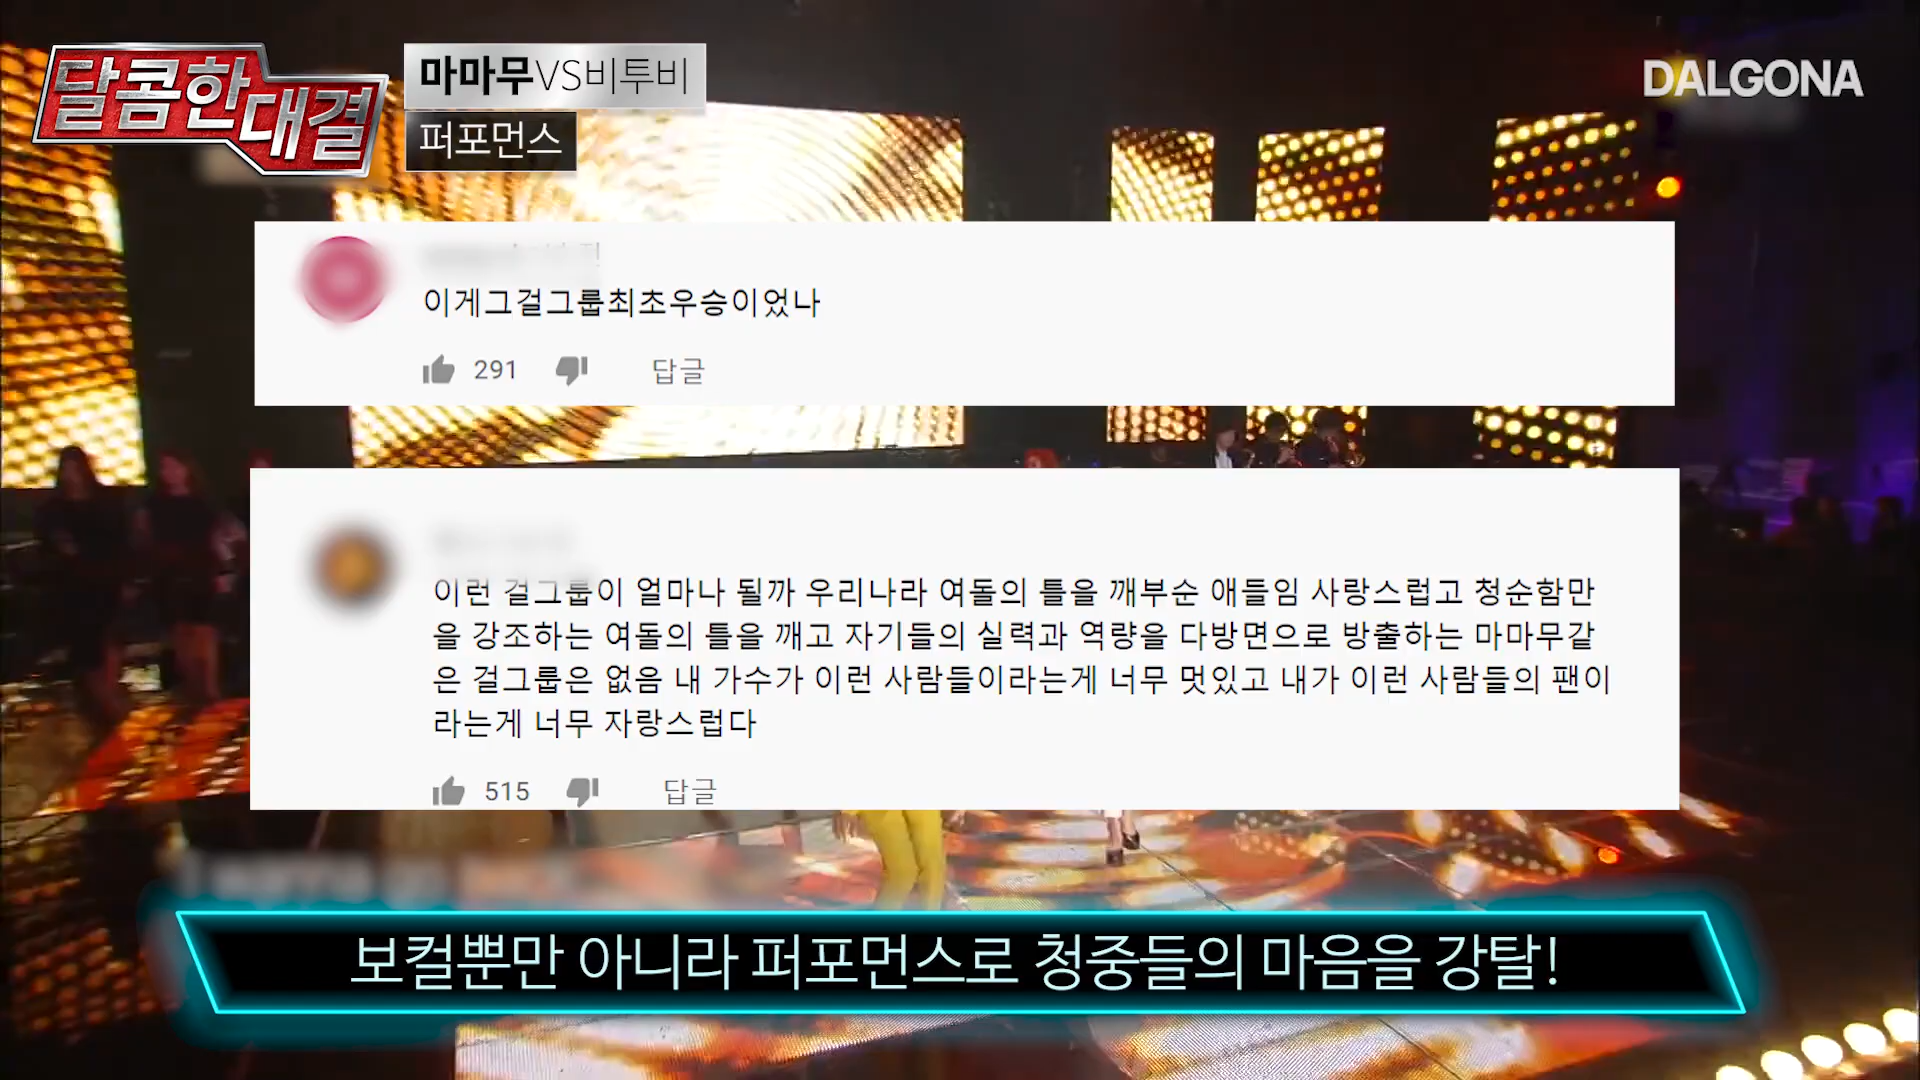 달콤한대결
마마무VS비투비
퍼포먼스
DALGONA
이게그걸그룹최초우승이었나
291 답글
이런 걸그룹이 얼마나 될까 우리나라 여돌의 틀을 깨부순 애들임 사랑스럽고 청순함만
을 강조하는 여돌의 틀을 깨고 자기들의 실력과 역량을 다방면으로 방출하는 마마무같
은 걸그룹은 없음 내 가수가 이런 사람들이라는게 너무 멋있고 내가 이런 사람들의 팬이
라는게 너무 자랑스럽다
515 답글
보컬뿐만 아니라 퍼포먼스로 청중들의 마음을 강탈!